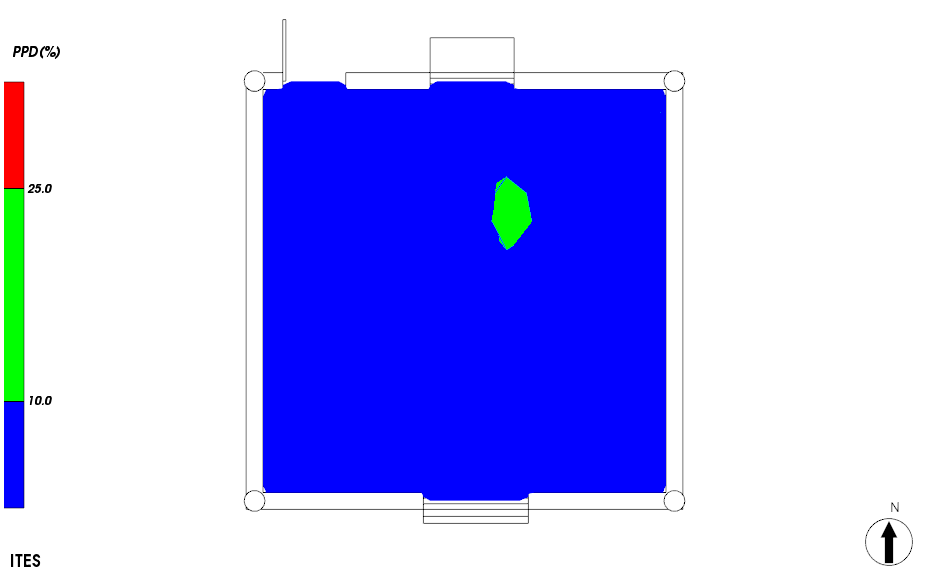 PPD(%)
25.0
10.0
N
ITES